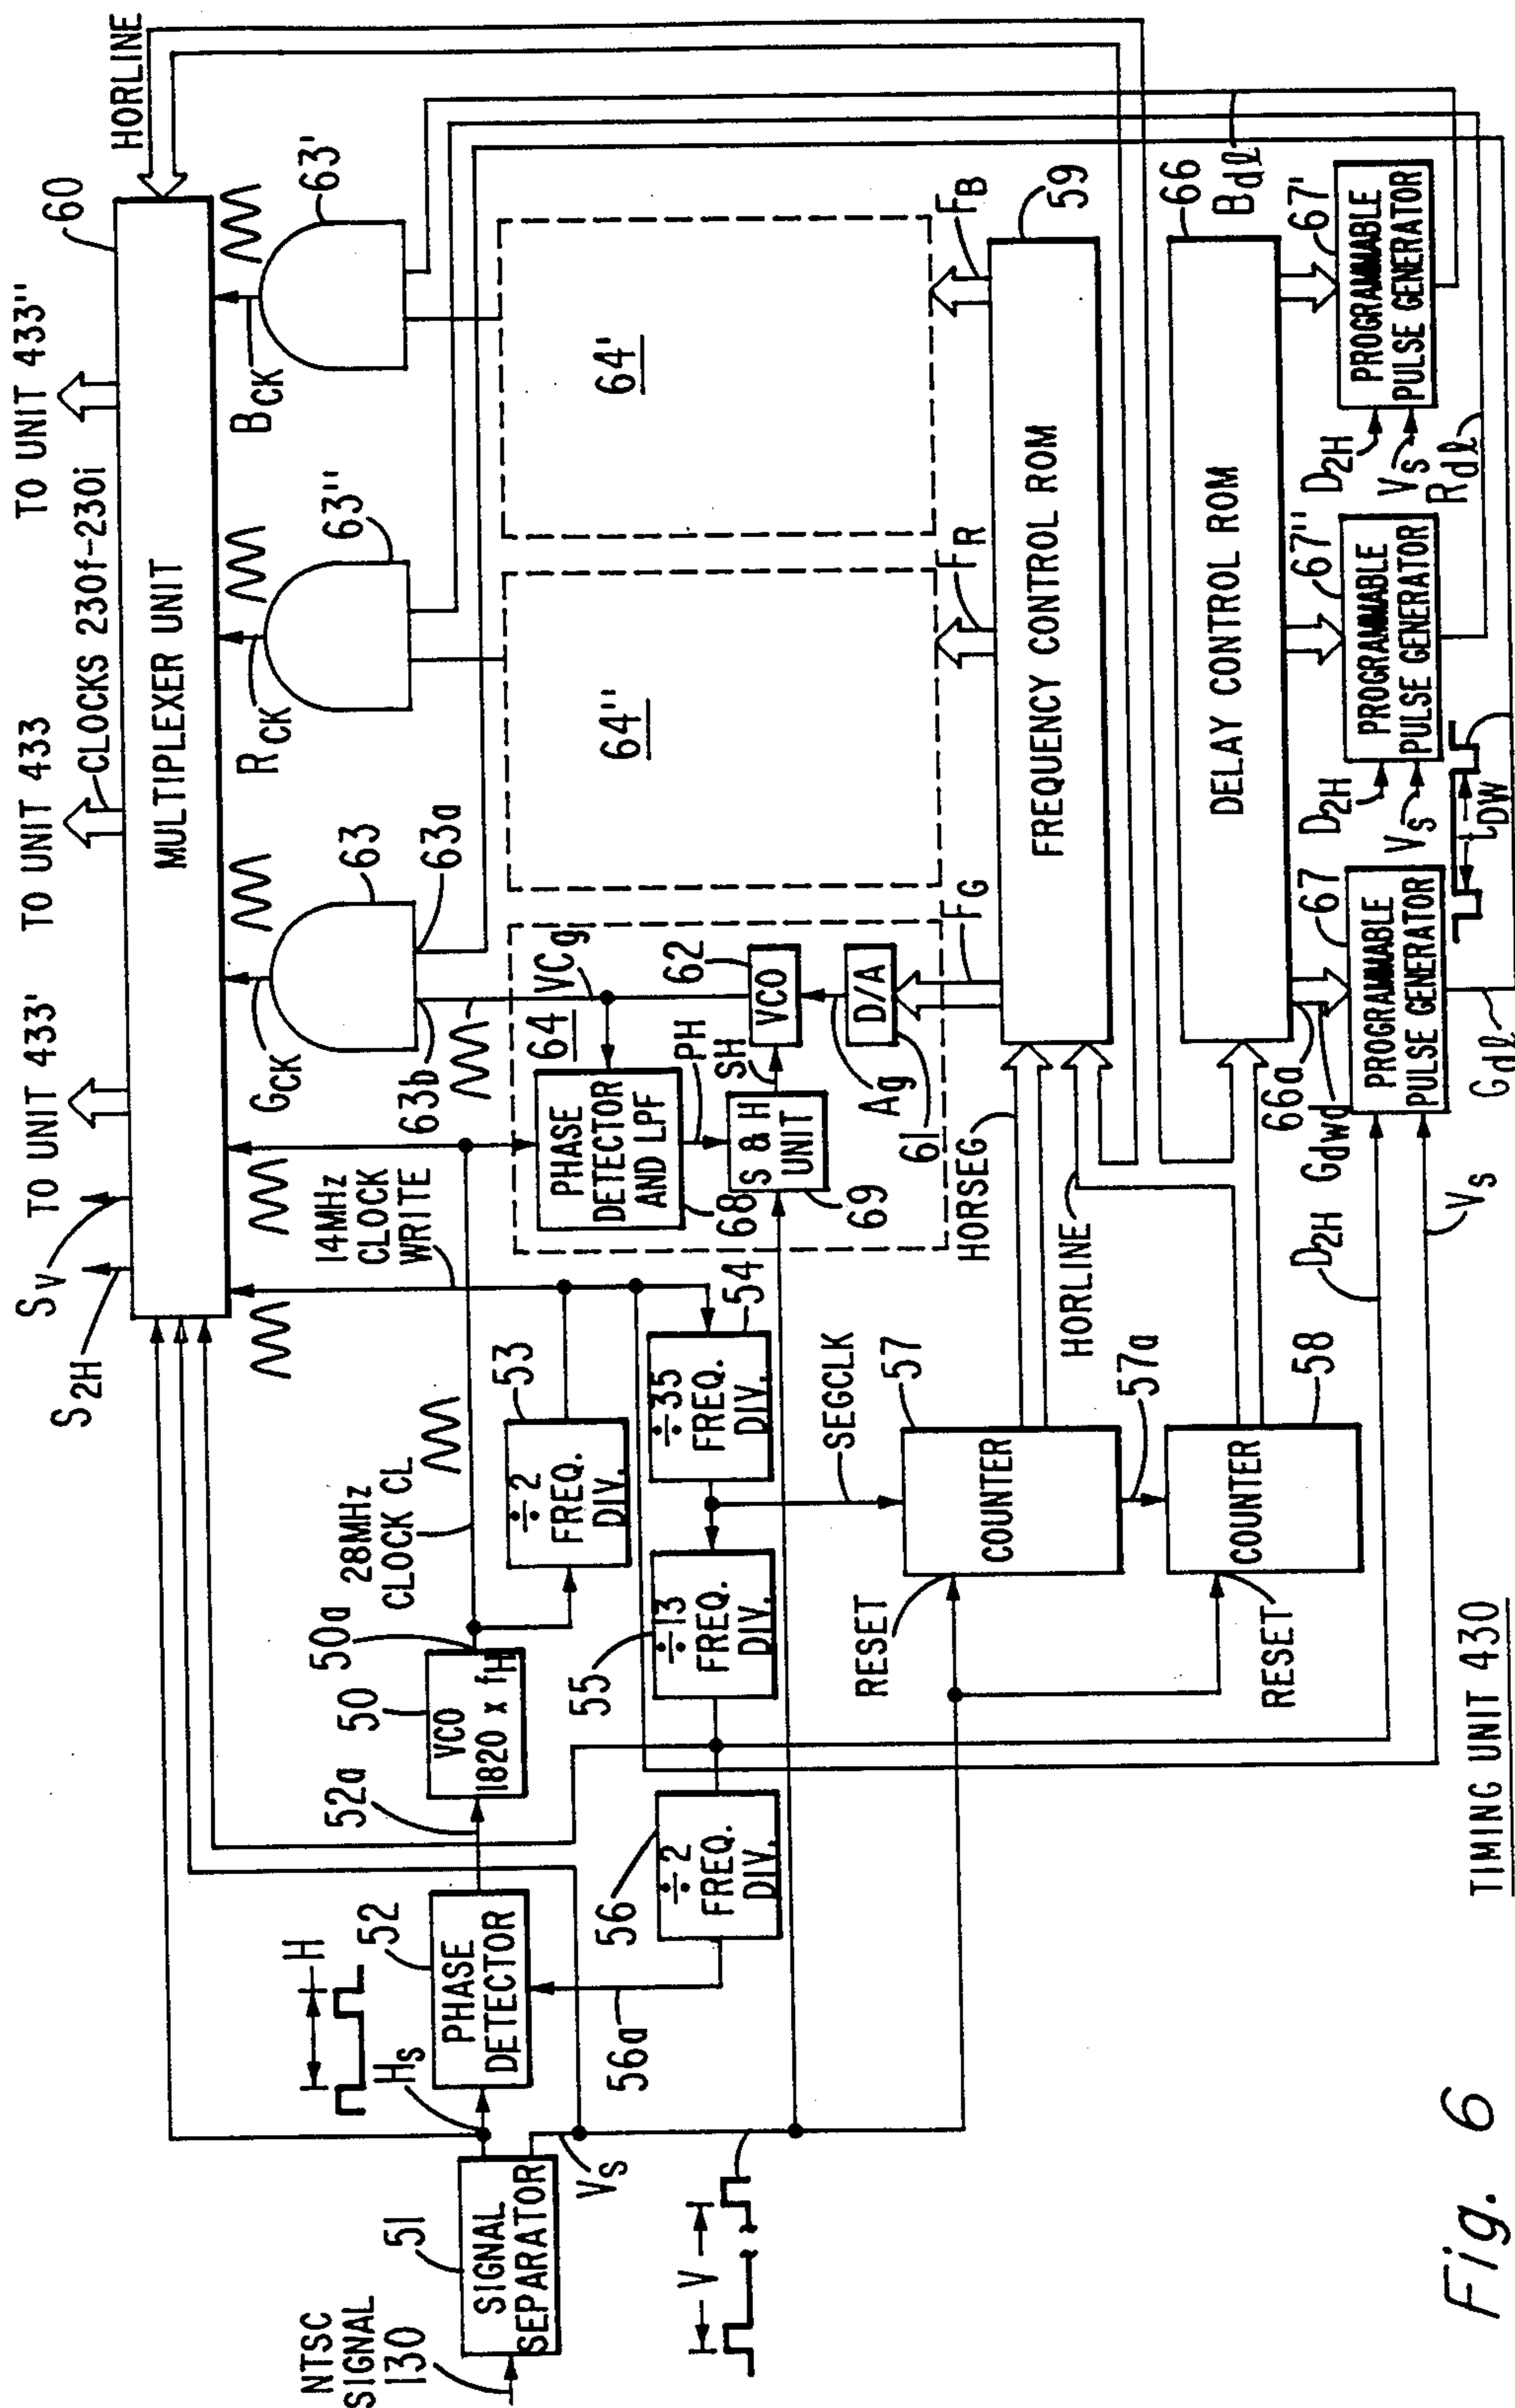 NTSC
SIGNAL
130
51
SIGNAL
SEPARATOR
Hs
H
Vs
V
52
PHASE
DETECTOR
52a
56a
50
VCO
1820 x fH
50a
28MHz
CLOCK CL
53
÷2
FREQ.
DIV.
54
÷35
FREQ.
DIV.
55
÷13
FREQ.
DIV.
56
÷2
FREQ.
DIV.
14MHz
CLOCK
WRITE
S2H
SV
TO UNIT 433'
TO UNIT 433
TO UNIT 433"
CLOCKS 230f-230i
60
MULTIPLEXER UNIT
HORLINE
GCK
RCK
BCK
63
63"
63'
63a
63b
VCg
64
64"
64'
PHASE
DETECTOR
AND LPF
68
PH
S & H
UNIT
69
SH
62
VCO
Ag
D/A
61
FG
FR
FB
SEGCLK
RESET
57
COUNTER
57a
RESET
58
COUNTER
HORSEG
HORLINE
FREQUENCY CONTROL ROM
59
DELAY CONTROL ROM
66
66a
Gdwd
67
PROGRAMMABLE
PULSE GENERATOR
67"
PROGRAMMABLE
PULSE GENERATOR
67'
PROGRAMMABLE
PULSE GENERATOR
D2H
Vs
D2H
Vs
D2H
Vs
Gdl
Rdl
Bdl
tDW
TIMING UNIT 430
Fig. 6